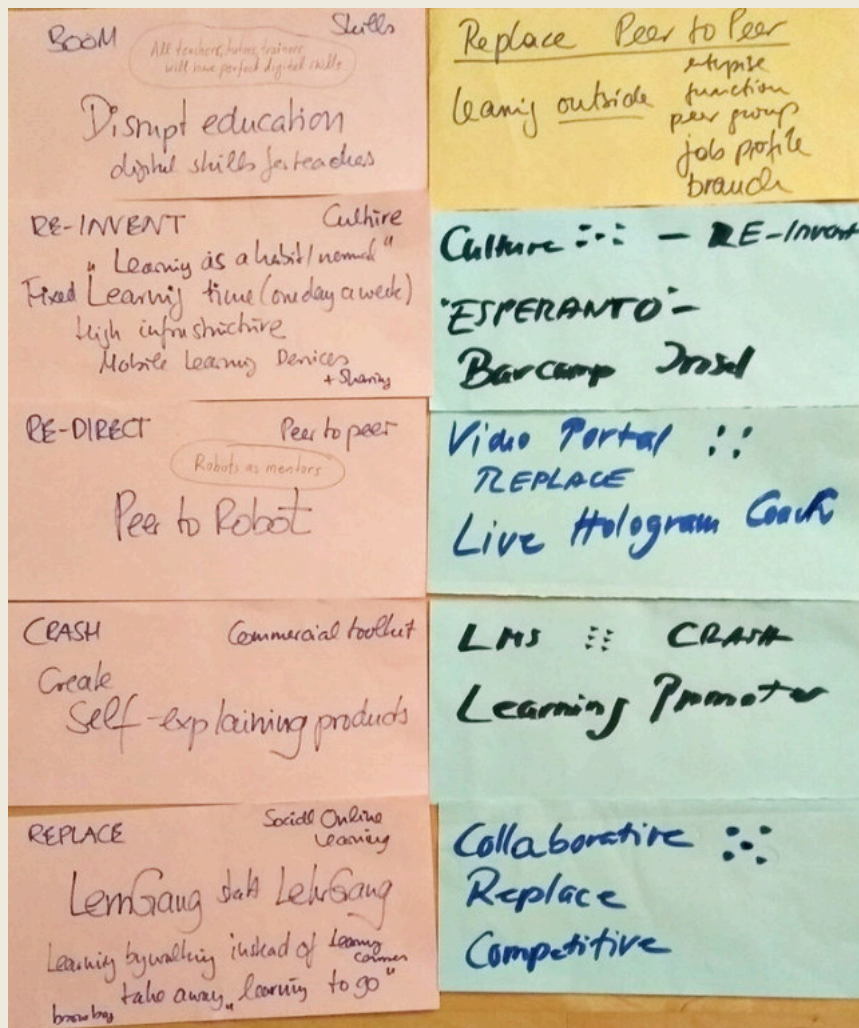 BOOM Skills
All teachers, tutors, trainers
will have perfect digital skills
Disrupt education
digital skills for teachers
RE-INVENT Culture
"Learning as a habit/normal"
Fixed Learning time (one day a week)
High infrastructure
Mobile Learning Devices
+ Sharing
RE-DIRECT Peer to peer
Robots as mentors
Peer to Robot
CRASH Commercial toolkit
Create
Self-explaining products
REPLACE Social Online
Learning
LernGang statt LehrGang
Learning by walking instead of learning
take away "learning to go"
Replace Peer to Peer
learning outside
function
peer group
job profile
branch
Culture - RE-Invent
"ESPERANTO"-
Barcamp
Video Portal
REPLACE
Live Hologram Coach
LMS CRASH
Learning Promoter
Collaborative
Replace
Competitive